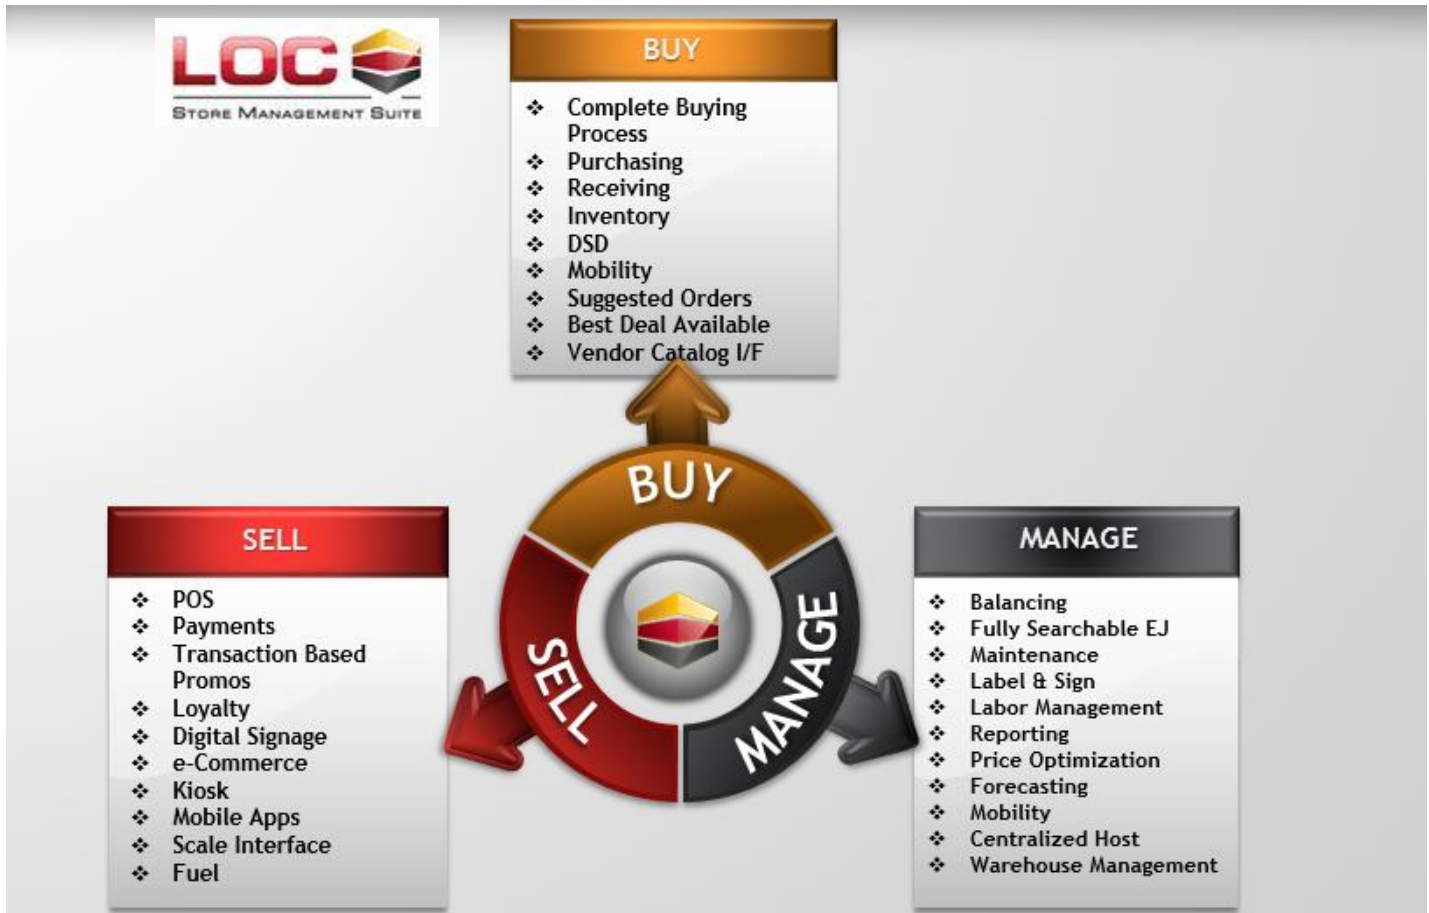 LOC
STORE MANAGEMENT SUITE
BUY
❖ Complete Buying
Process
❖ Purchasing
❖ Receiving
❖ Inventory
❖ DSD
❖ Mobility
❖ Suggested Orders
❖ Best Deal Available
❖ Vendor Catalog I/F
BUY
SELL
MANAGE
SELL
❖ POS
❖ Payments
❖ Transaction Based
Promos
❖ Loyalty
❖ Digital Signage
❖ e-Commerce
❖ Kiosk
❖ Mobile Apps
❖ Scale Interface
❖ Fuel
MANAGE
❖ Balancing
❖ Fully Searchable EJ
❖ Maintenance
❖ Label & Sign
❖ Labor Management
❖ Reporting
❖ Price Optimization
❖ Forecasting
❖ Mobility
❖ Centralized Host
❖ Warehouse Management